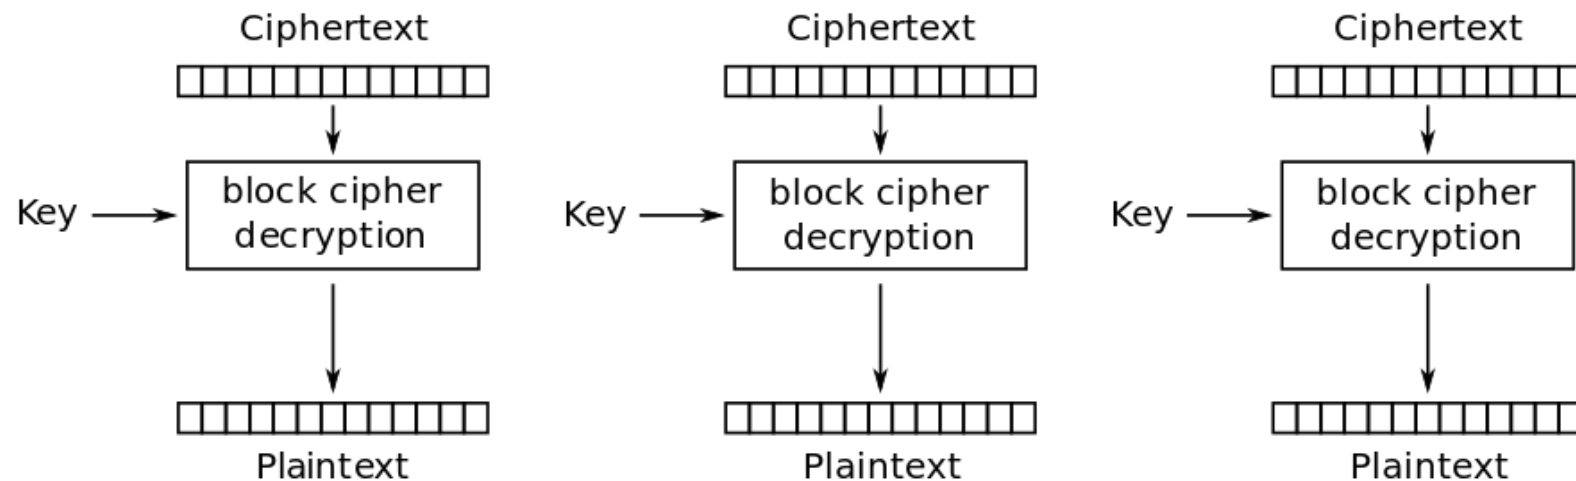 Ciphertext
Ciphertext
Ciphertext
Key
block cipher
decryption
Key
block cipher
decryption
Key
block cipher
decryption
Plaintext
Plaintext
Plaintext